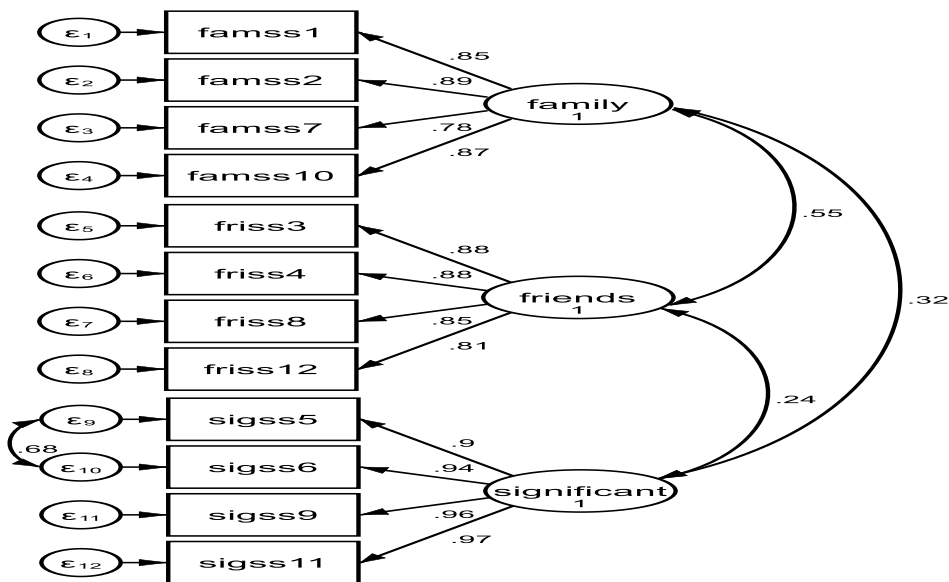 ε1 famss1
.85
ε2 famss2
.89
family
1
ε3 famss7
.78
.87
ε4 famss10
.55
ε5 friss3
.88
ε6 friss4
.88
friends
1
.32
ε7 friss8
.85
.81
ε8 friss12
.24
ε9 sigss5
.9
.68
ε10 sigss6
.94
significant
1
ε11 sigss9
.96
.97
ε12 sigss11